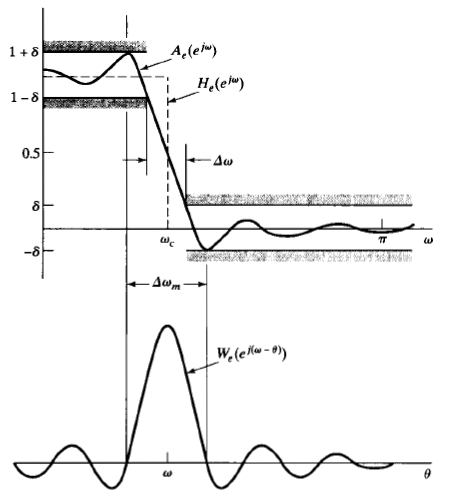 1 + δ
A_e(e^{jω})
H_e(e^{jω})
1 − δ
0.5
Δω
δ
ω_c
π
ω
−δ
Δω_m
W_e(e^{j(ω − θ)})
ω
θ